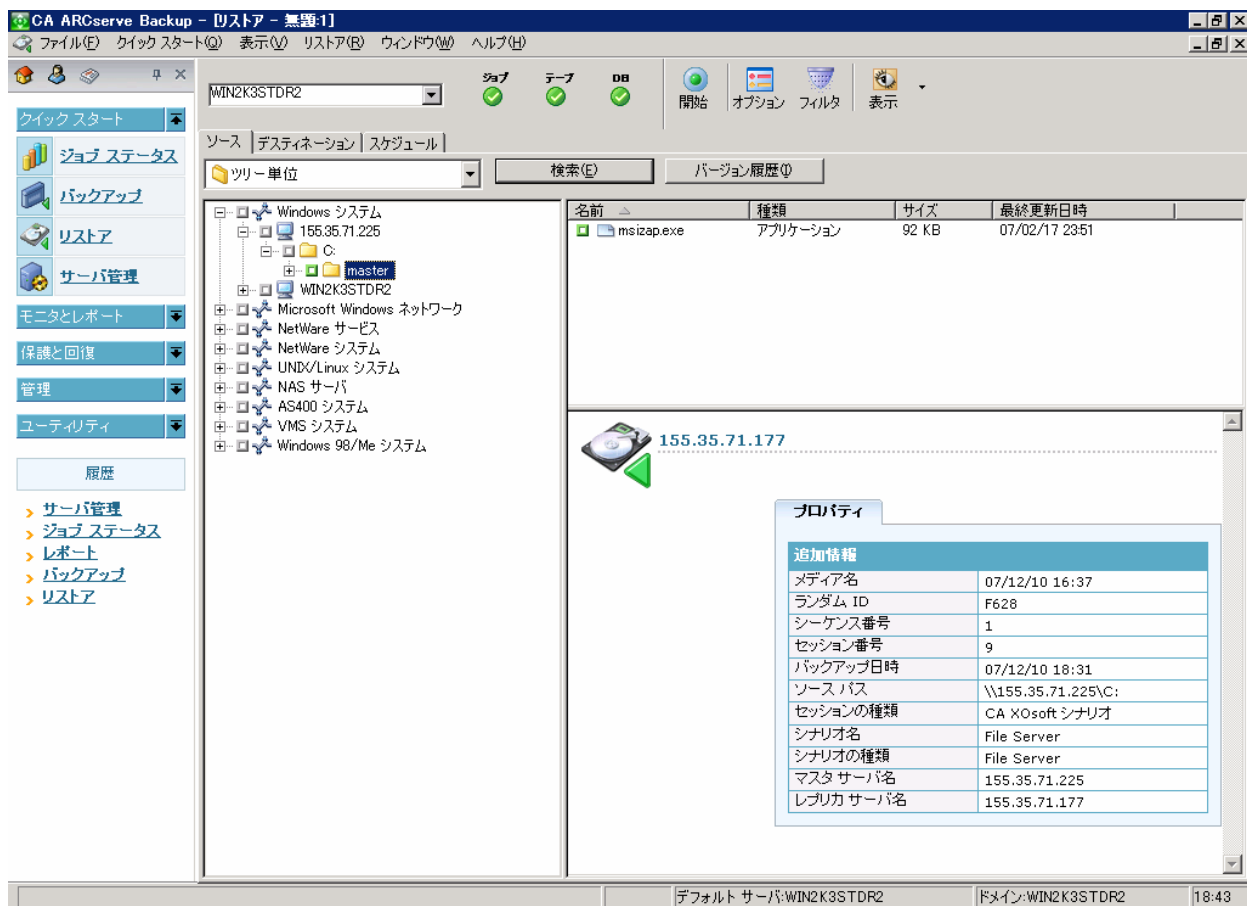 CA ARCserve Backup - [リストア - 無題:1]
ファイル(F) クイック スタート(Q) 表示(V) リストア(R) ウィンドウ(W) ヘルプ(H)
WIN2K3STDR2
ジョブ テープ DB
開始 オプション フィルタ 表示
クイック スタート
ジョブ ステータス
バックアップ
リストア
サーバ管理
モニタとレポート
保護と回復
管理
ユーティリティ
履歴
サーバ管理
ジョブ ステータス
レポート
バックアップ
リストア
ソース デスティネーション スケジュール
ツリー単位 検索(E) バージョン履歴(I)
Windows システム
155.35.71.225
C:
master
WIN2K3STDR2
Microsoft Windows ネットワーク
NetWare サービス
NetWare システム
UNIX/Linux システム
NAS サーバ
AS400 システム
VMS システム
Windows 98/Me システム
名前 種類 サイズ 最終更新日時
msizap.exe アプリケーション 92 KB 07/02/17 23:51
155.35.71.177
プロパティ
追加情報
メディア名 07/12/10 16:37
ランダム ID F628
シーケンス番号 1
セッション番号 9
バックアップ日時 07/12/10 18:31
ソース パス \\155.35.71.225\C:
セッションの種類 CA XOsoft シナリオ
シナリオ名 File Server
シナリオの種類 File Server
マスタ サーバ名 155.35.71.225
レプリカ サーバ名 155.35.71.177
デフォルト サーバ:WIN2K3STDR2 ドメイン:WIN2K3STDR2 18:43